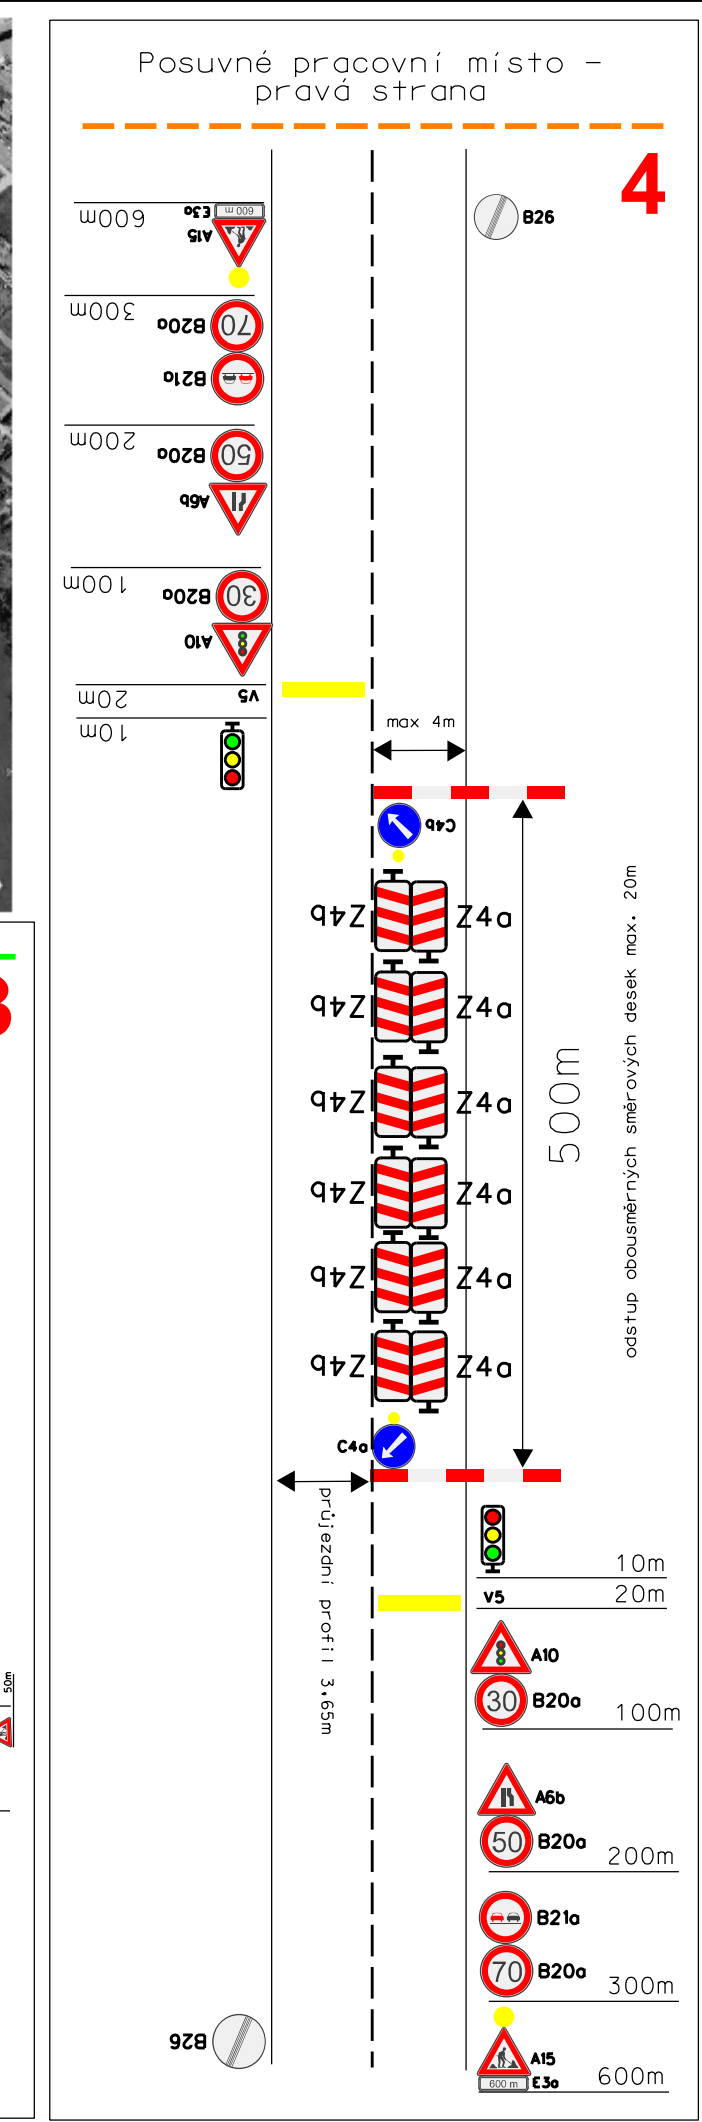 Posuvné pracovní místo –
pravá strana
4
600m
E3a
600 m
A15
B26
300m
B20a
70
B21a
200m
B20a
50
A6b
100m
B20a
30
A10
20m
V5
10m
max 4m
C4b
Z4b
Z4a
Z4b
Z4a
Z4b
Z4a
Z4b
Z4a
Z4b
Z4a
Z4b
Z4a
500m
odstup obousměrných směrových desek max. 20m
C4a
průjezdní profil 3.65m
10m
V5
20m
A10
30
B20a
100m
A6b
50
B20a
200m
B21a
70
B20a
300m
A15
600 m
E3a
600m
B26
3
50m